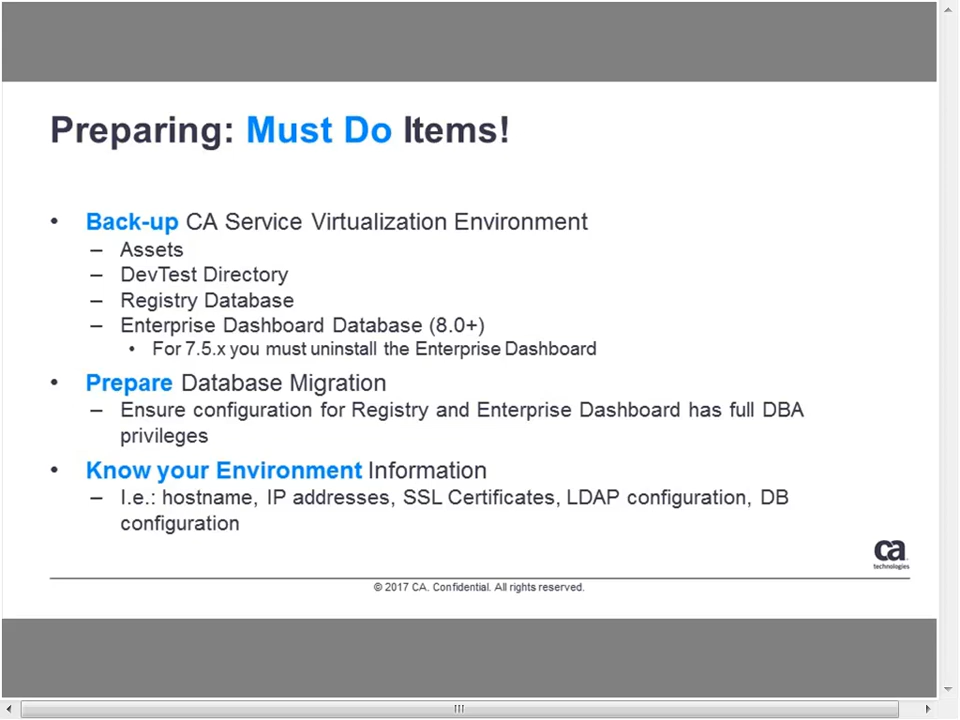 Preparing: Must Do Items!
• Back-up CA Service Virtualization Environment
– Assets
– DevTest Directory
– Registry Database
– Enterprise Dashboard Database (8.0+)
• For 7.5.x you must uninstall the Enterprise Dashboard
• Prepare Database Migration
– Ensure configuration for Registry and Enterprise Dashboard has full DBA
privileges
• Know your Environment Information
– I.e.: hostname, IP addresses, SSL Certificates, LDAP configuration, DB
configuration
ca
technologies
© 2017 CA. Confidential. All rights reserved.